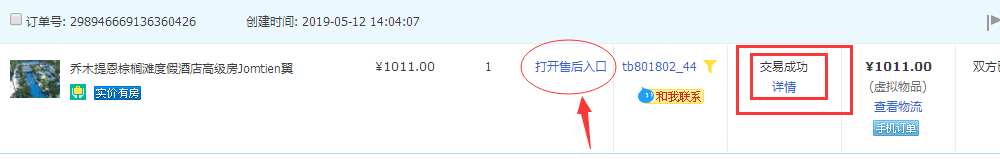 订单号: 298946669136360426 创建时间: 2019-05-12 14:04:07
乔木提恩棕榈滩度假酒店高级房Jomtien翼 ¥1011.00 1 打开售后入口 tb801802_44 交易成功 ¥1011.00 双方已
实价有房 和我联系 详情 (虚拟物品)
查看物流
手机订单